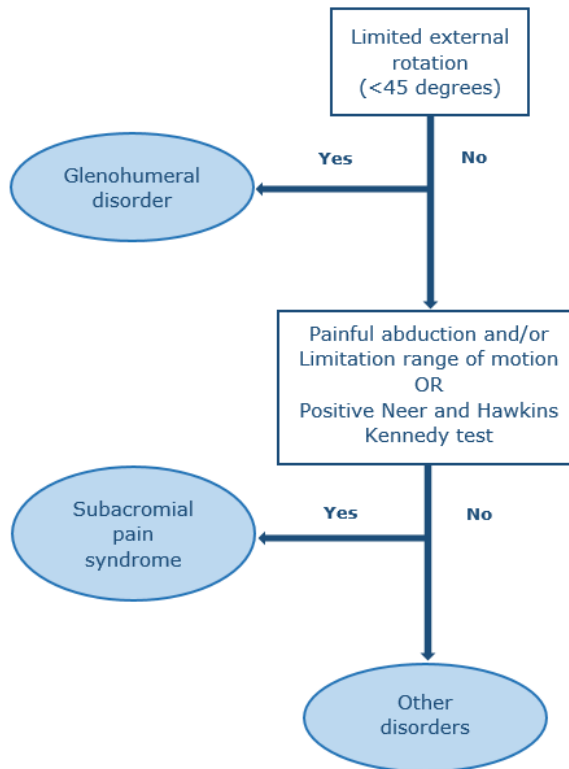 Limited external
rotation
(<45 degrees)
Yes
No
Glenohumeral
disorder
Painful abduction and/or
Limitation range of motion
OR
Positive Neer and Hawkins
Kennedy test
Yes
No
Subacromial
pain
syndrome
Other
disorders